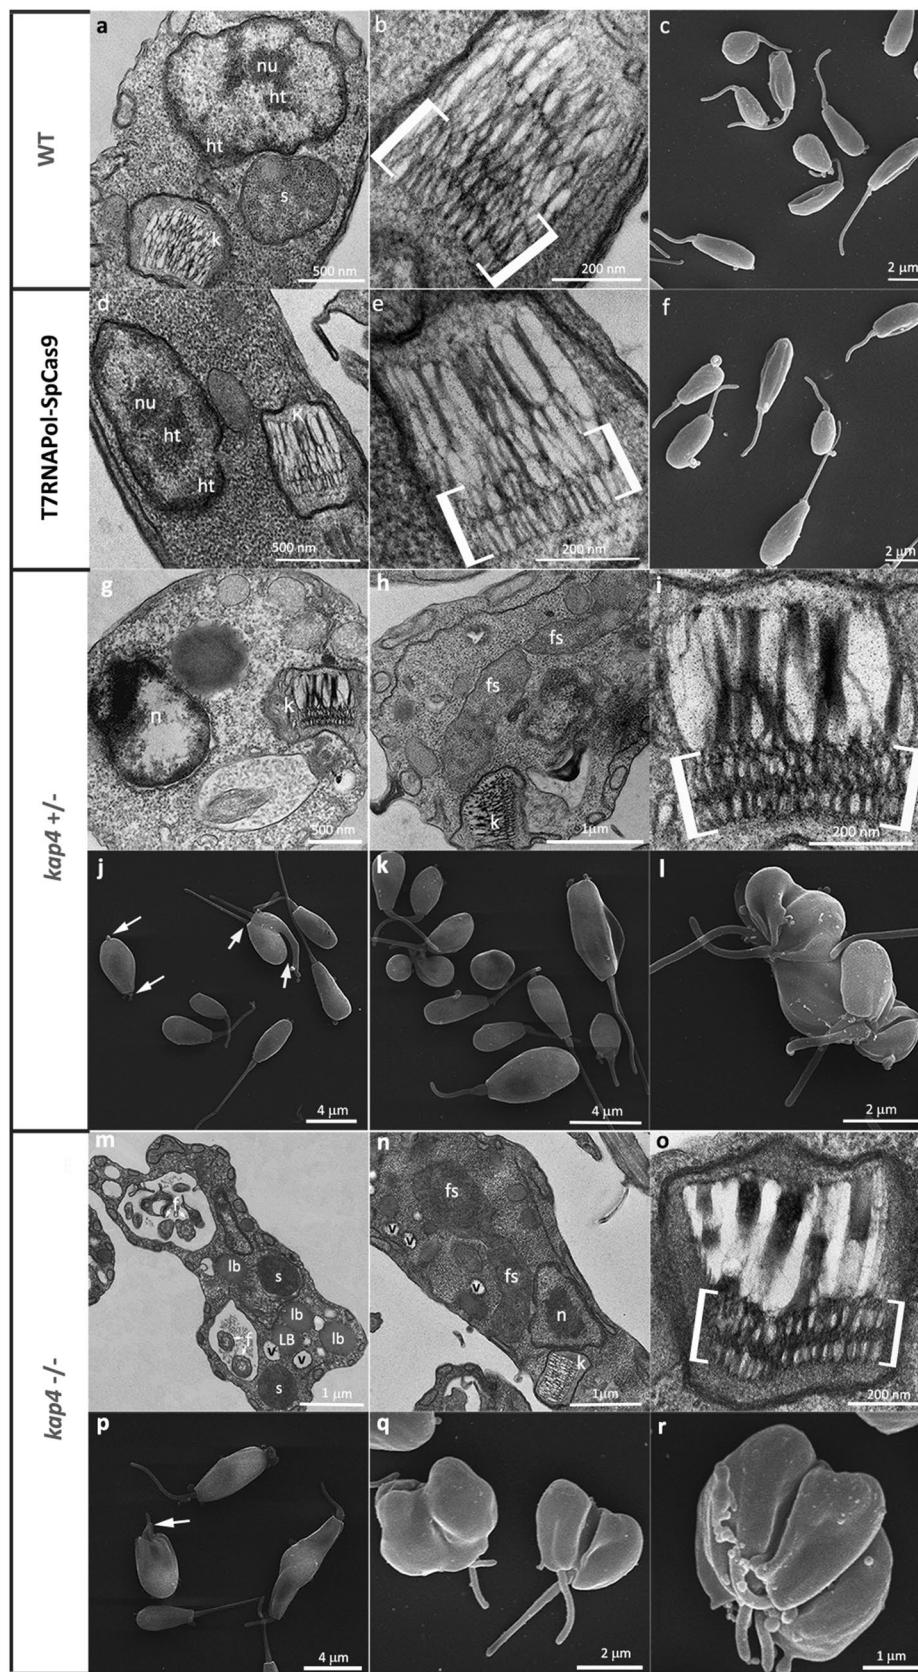 WT
a
nu
ht
ht
s
k
500 nm
b
200 nm
c
2 µm
T7RNAPol-SpCas9
d
nu
ht
ht
K
500 nm
e
200 nm
f
2 µm
kap4 +/-
g
n
k
500 nm
h
fs
fs
k
1µm
i
200 nm
j
4 µm
k
4 µm
l
2 µm
kap4 -/-
m
f
lb
s
lb
LB
lb
f
v
v
s
1 µm
n
fs
v
v
fs
v
n
k
1µm
o
200 nm
p
4 µm
q
2 µm
r
1 µm